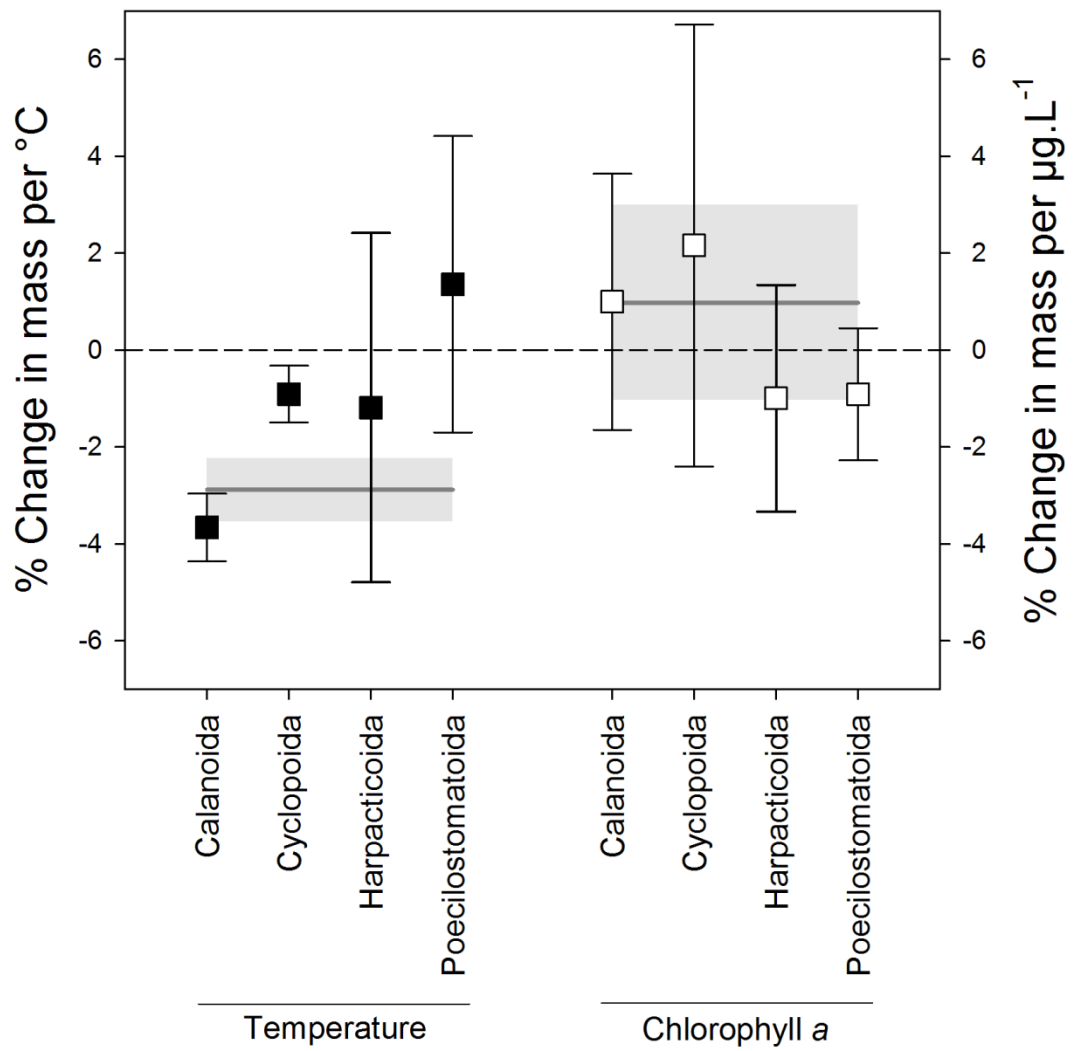 % Change in mass per °C
6
4
2
0
-2
-4
-6
6
4
2
0
-2
-4
-6
% Change in mass per µg.L-1
Calanoida
Cyclopoida
Harpacticoida
Poecilostomatoida
Calanoida
Cyclopoida
Harpacticoida
Poecilostomatoida
Temperature
Chlorophyll a